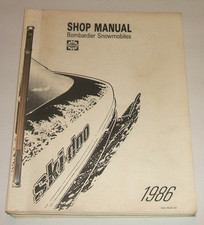 SHOP MANUAL
Bombardier Snowmobiles
ski-doo
1986